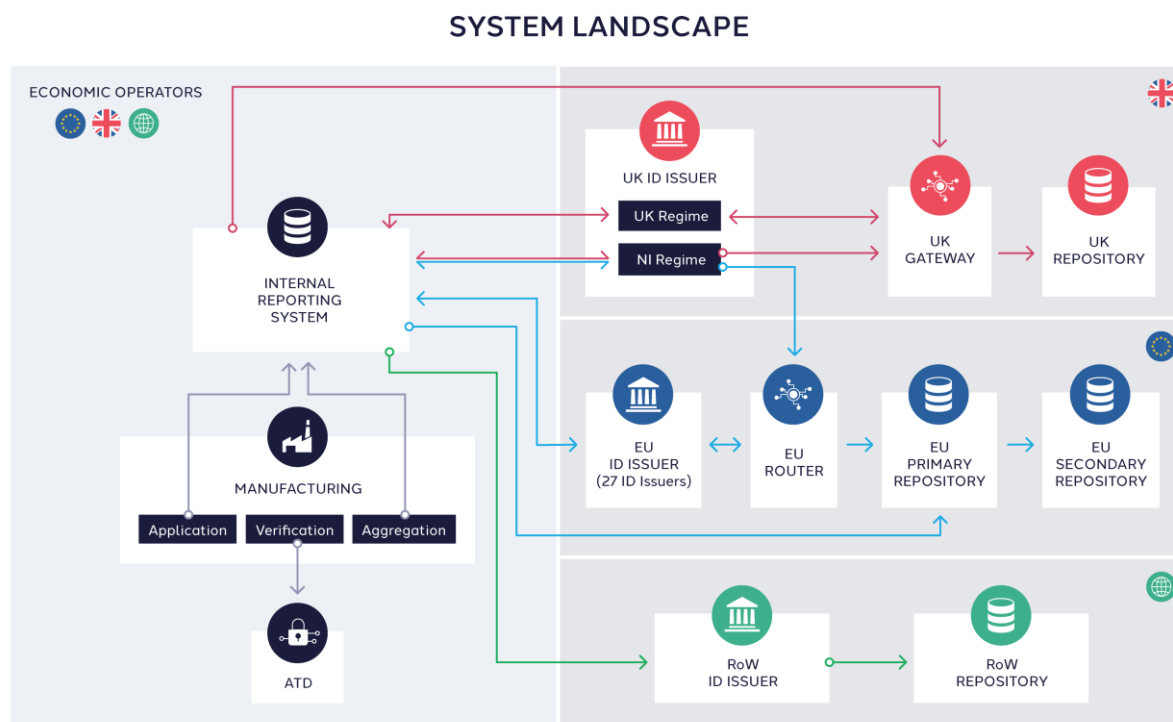 SYSTEM LANDSCAPE
ECONOMIC OPERATORS
UK ID ISSUER
UK Regime
NI Regime
UK
GATEWAY
UK
REPOSITORY
INTERNAL
REPORTING
SYSTEM
EU
ID ISSUER
(27 ID Issuers)
EU
ROUTER
EU
PRIMARY
REPOSITORY
EU
SECONDARY
REPOSITORY
MANUFACTURING
Application
Verification
Aggregation
ATD
RoW
ID ISSUER
RoW
REPOSITORY